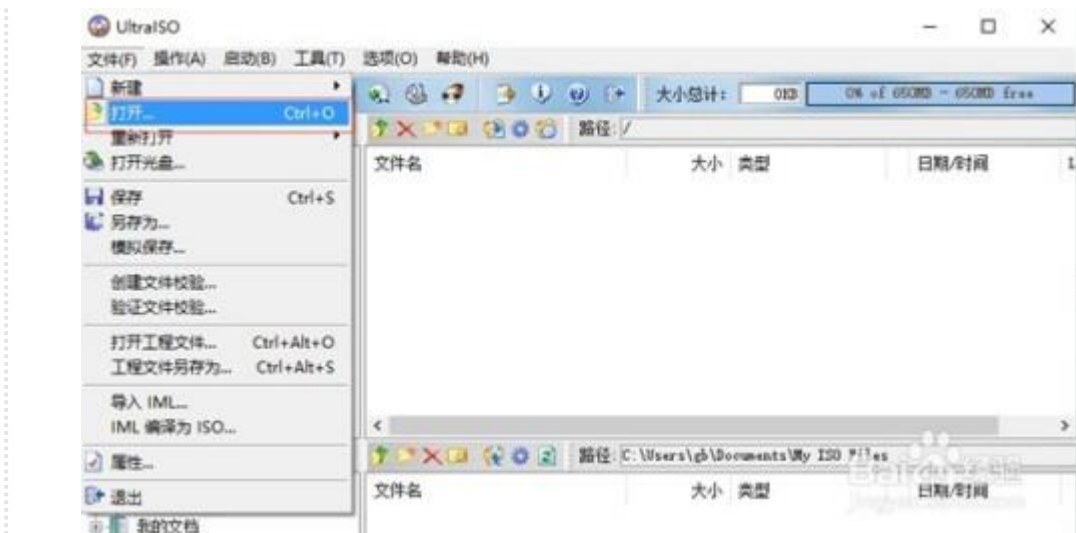 UltraISO
文件(F) 操作(A) 启动(B) 工具(T) 选项(O) 帮助(H)
新建
大小总计: 0KB 0% of 650MB - 650MB free
打开... Ctrl+O
路径: /
重新打开
打开光盘...
文件名 大小 类型 日期/时间
保存 Ctrl+S
另存为...
模拟保存...
创建文件校验...
验证文件校验...
打开工程文件... Ctrl+Alt+O
工程文件另存为... Ctrl+Alt+S
导入 IML...
IML 编译为 ISO...
属性...
路径: C:\Users\gb\Documents\My ISO Files
退出
文件名 大小 类型 日期/时间
我的文档